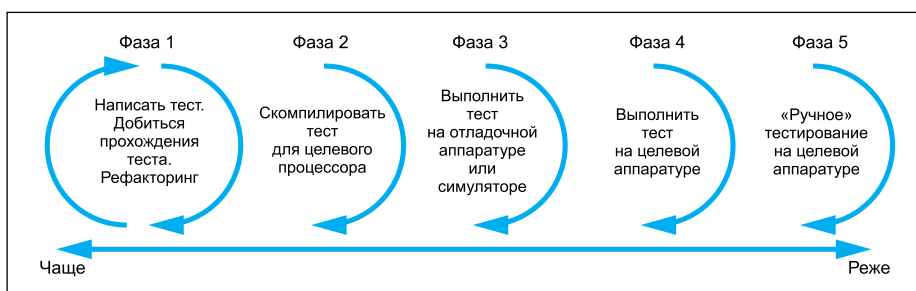 Фаза 1
Фаза 2
Фаза 3
Фаза 4
Фаза 5
Написать тест.
Добиться
прохождения
теста.
Рефакторинг
Скомпилировать
тест
для целевого
процессора
Выполнить
тест
на отладочной
аппаратуре
или
симуляторе
Выполнить
тест
на целевой
аппаратуре
«Ручное»
тестирование
на целевой
аппаратуре
Чаще
Реже